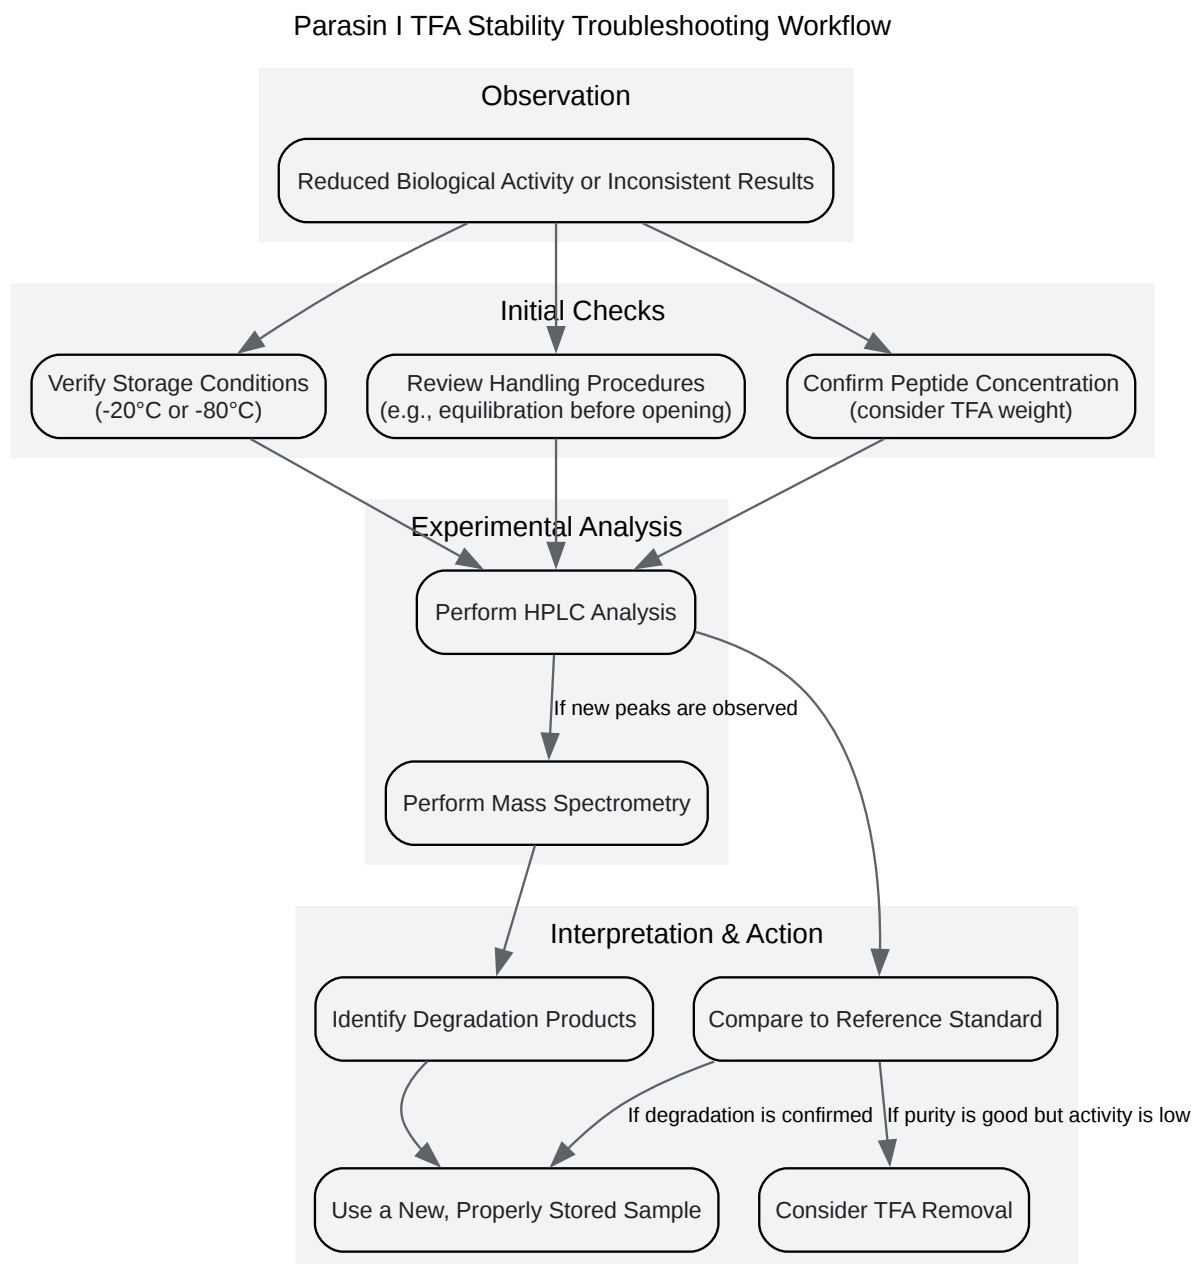 Parasin I TFA Stability Troubleshooting Workflow
Observation
Reduced Biological Activity or Inconsistent Results
Initial Checks
Verify Storage Conditions
(-20°C or -80°C)
Review Handling Procedures
(e.g., equilibration before opening)
Confirm Peptide Concentration
(consider TFA weight)
Experimental Analysis
Perform HPLC Analysis
If new peaks are observed
Perform Mass Spectrometry
Interpretation & Action
Identify Degradation Products
Compare to Reference Standard
If degradation is confirmed
If purity is good but activity is low
Use a New, Properly Stored Sample
Consider TFA Removal